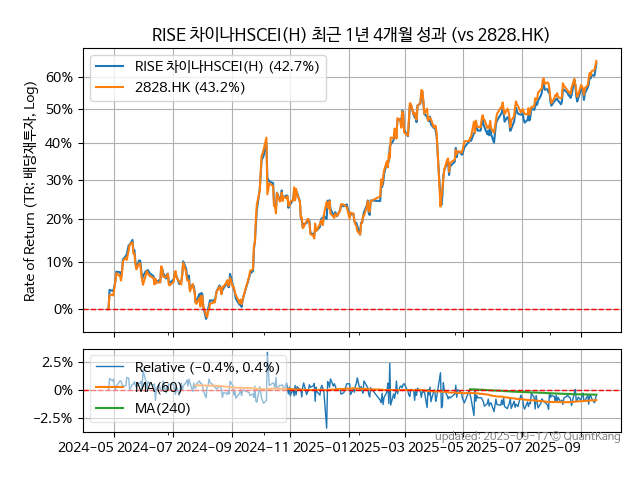 RISE 차이나HSCEI(H) 최근 1년 4개월 성과 (vs 2828.HK)
Rate of Return (TR: 배당재투자, Log)
60%
50%
40%
30%
20%
10%
0%
RISE 차이나HSCEI(H) (42.7%)
2828.HK (43.2%)
2.5%
0.0%
−2.5%
Relative (−0.4%, 0.4%)
MA(60)
MA(240)
2024-05 2024-07 2024-09 2024-11 2025-01 2025-03 2025-05 2025-07 2025-09
updated: 2025-09-17 © QuantKang